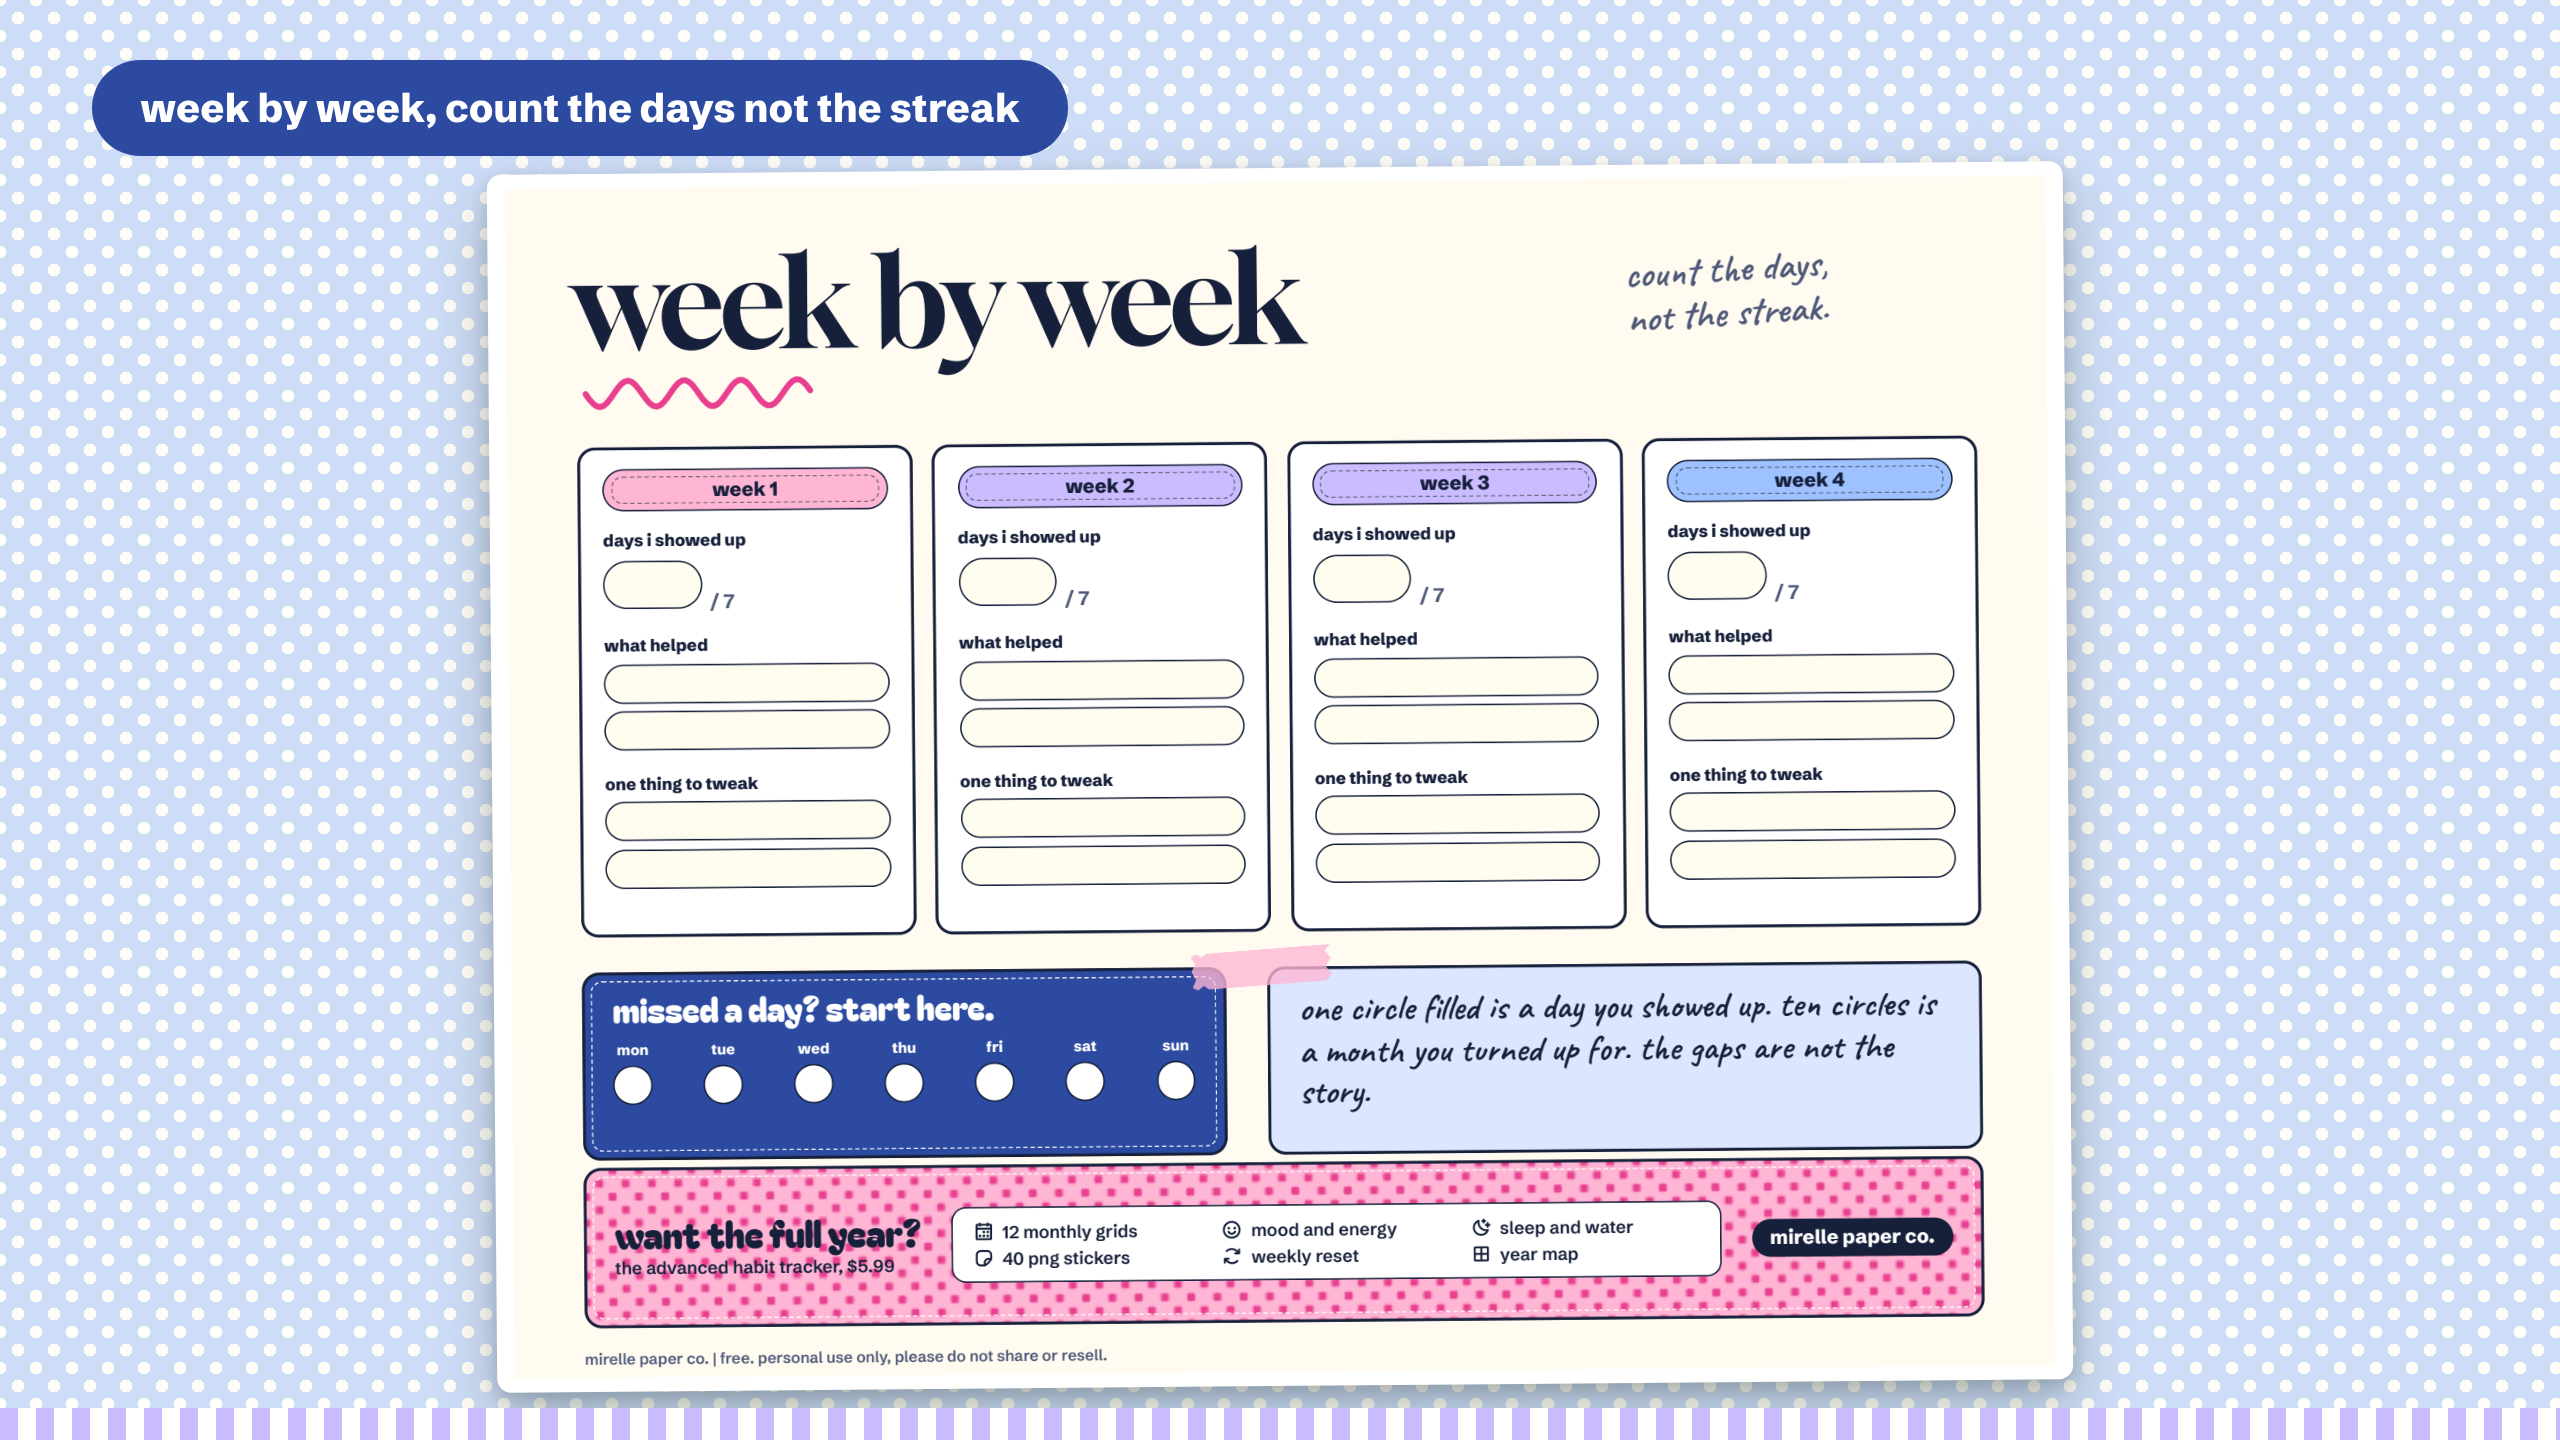 week by week, count the days not the streak
week by week
count the days,
not the streak.
week 1
days i showed up
/ 7
what helped
one thing to tweak
week 2
days i showed up
/ 7
what helped
one thing to tweak
week 3
days i showed up
/ 7
what helped
one thing to tweak
week 4
days i showed up
/ 7
what helped
one thing to tweak
missed a day? start here.
mon tue wed thu fri sat sun
one circle filled is a day you showed up. ten circles is
a month you turned up for. the gaps are not the
story.
want the full year?
the advanced habit tracker, $5.99
12 monthly grids
mood and energy
sleep and water
40 png stickers
weekly reset
year map
mirelle paper co.
mirelle paper co. | free. personal use only, please do not share or resell.